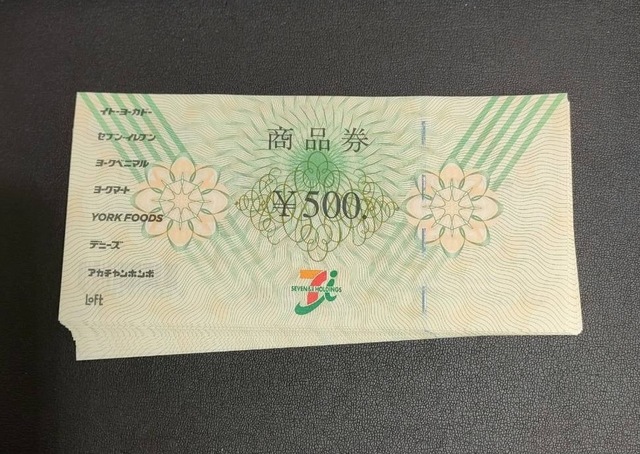 イトーヨーカドー
セブン-イレブン
ヨークベニマル
ヨークマート
YORK FOODS
デニーズ
アカチャンホンポ
Loft
商品券
¥500.
7i
SEVEN & i HOLDINGS